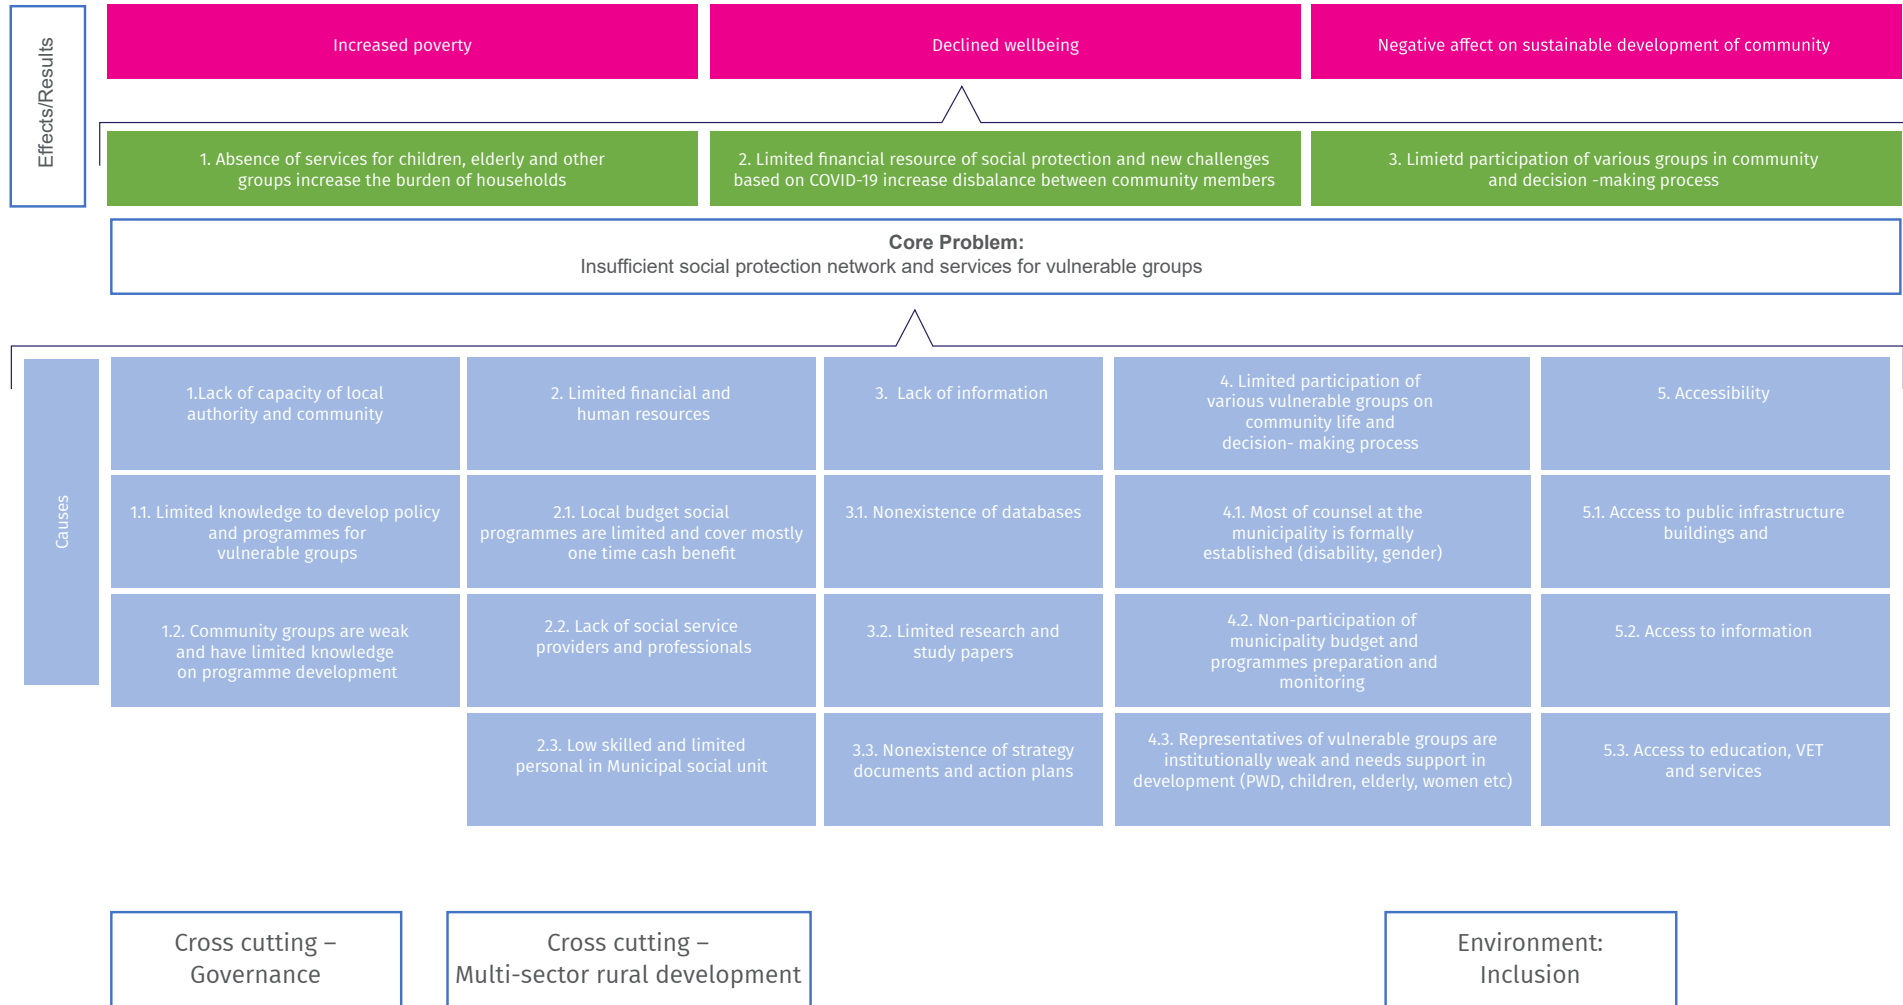 Effects/Results
Increased poverty
Declined wellbeing
Negative affect on sustainable development of community
1. Absence of services for children, elderly and other
groups increase the burden of households
2. Limited financial resource of social protection and new challenges
based on COVID-19 increase disbalance between community members
3. Limietd participation of various groups in community
and decision -making process
Core Problem:
Insufficient social protection network and services for vulnerable groups
Causes
1.Lack of capacity of local
authority and community
2. Limited financial and
human resources
3. Lack of information
4. Limited participation of
various vulnerable groups on
community life and
decision- making process
5. Accessibility
1.1. Limited knowledge to develop policy
and programmes for
vulnerable groups
2.1. Local budget social
programmes are limited and cover mostly
one time cash benefit
3.1. Nonexistence of databases
4.1. Most of counsel at the
municipality is formally
established (disability, gender)
5.1. Access to public infrastructure
buildings and
1.2. Community groups are weak
and have limited knowledge
on programme development
2.2. Lack of social service
providers and professionals
3.2. Limited research and
study papers
4.2. Non-participation of
municipality budget and
programmes preparation and
monitoring
5.2. Access to information
2.3. Low skilled and limited
personal in Municipal social unit
3.3. Nonexistence of strategy
documents and action plans
4.3. Representatives of vulnerable groups are
institutionally weak and needs support in
development (PWD, children, elderly, women etc)
5.3. Access to education, VET
and services
Cross cutting –
Governance
Cross cutting –
Multi-sector rural development
Environment:
Inclusion